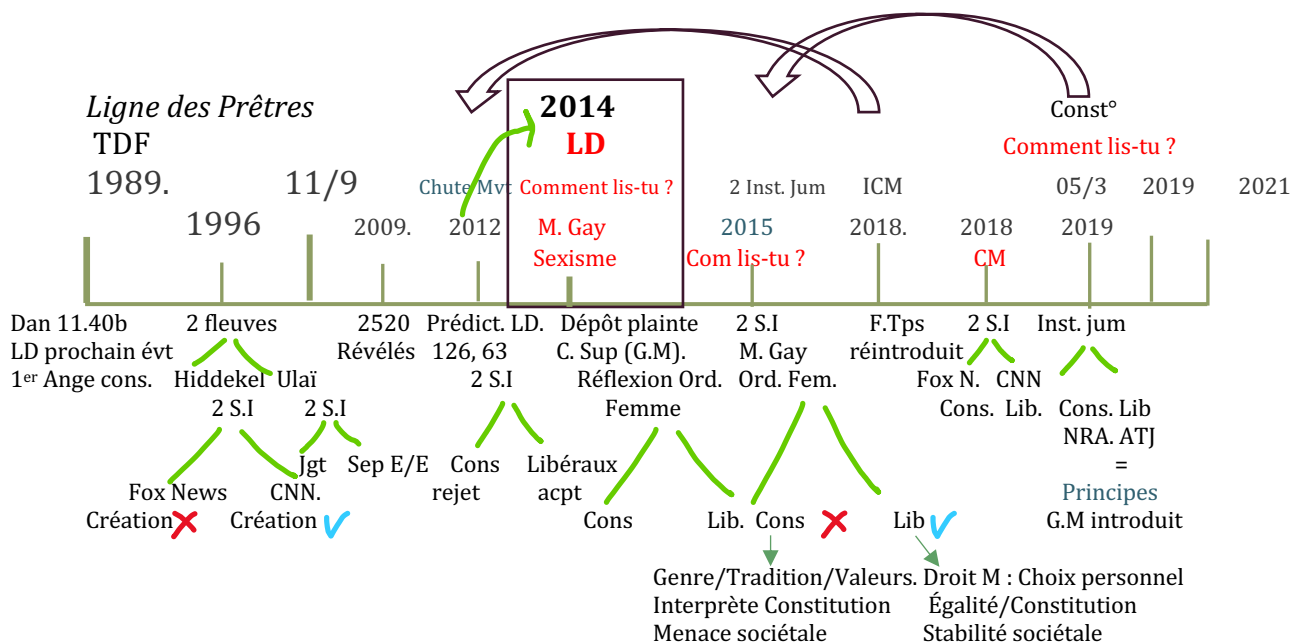 Ligne des Prêtres
TDF
2014
LD
Const°
Comment lis-tu ?
1989.
11/9
Chute Mvt
Comment lis-tu ?
2 Inst. Jum
ICM
05/3
2019
2021
1996
2009.
2012
M. Gay
2015
2018.
2018
2019
Sexisme
Com lis-tu ?
CM
Dan 11.40b
2 fleuves
2520
Prédict. LD.
Dépôt plainte
2 S.I
F.Tps
2 S.I
Inst. jum
LD prochain évt
Révélés
126, 63
C. Sup (G.M).
M. Gay
réintroduit
1er Ange cons.
Hiddekel
Ulaï
2 S.I
Réflexion Ord.
Ord. Fem.
Fox N.
CNN
2 S.I
2 S.I
Femme
Cons.
Lib.
Cons.
Lib
NRA.
ATJ
Jgt
Sep E/E
Cons
Libéraux
=
rejet
acpt
Principes
Fox News
CNN.
Création
Création
Cons
Lib.
Cons
Lib
G.M introduit
Genre/Tradition/Valeurs.
Droit M : Choix personnel
Interprète Constitution
Égalité/Constitution
Menace sociétale
Stabilité sociétale